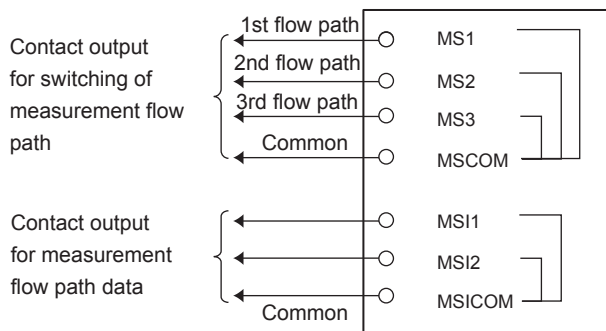 Contact output
for switching of
measurement flow
path
1st flow path
2nd flow path
3rd flow path
Common
MS1
MS2
MS3
MSCOM
Contact output
for measurement
flow path data
Common
MSI1
MSI2
MSICOM